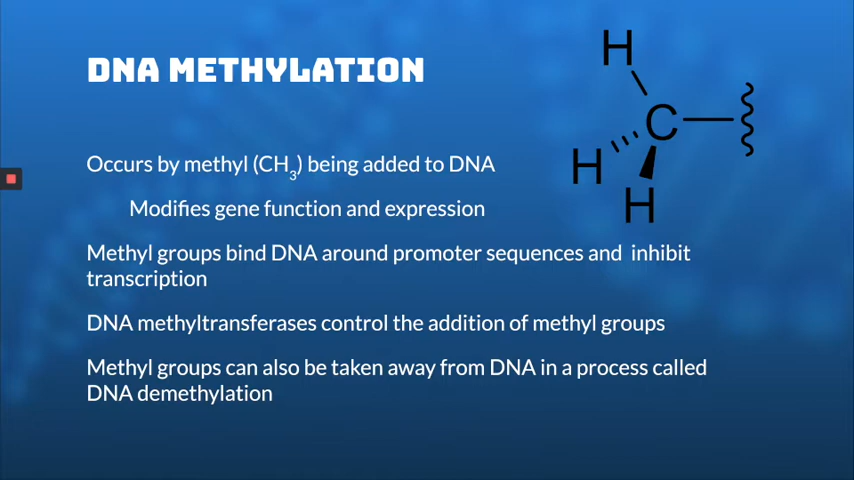 DNA METHYLATION
Occurs by methyl (CH3) being added to DNA
Modifies gene function and expression
Methyl groups bind DNA around promoter sequences and inhibit
transcription
DNA methyltransferases control the addition of methyl groups
Methyl groups can also be taken away from DNA in a process called
DNA demethylation
H
C
H
H